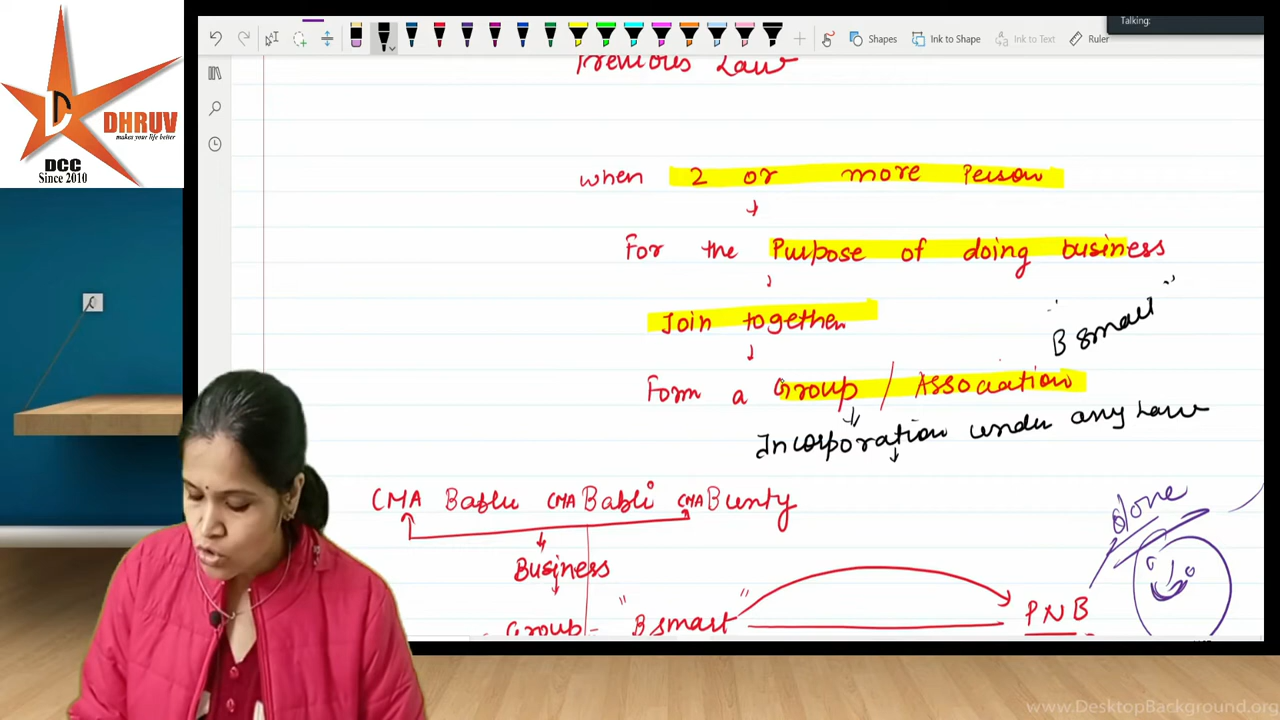 Talking:
Shapes
Ink to Shape
Ink to Text
Ruler
Previous Law
DHRUV
makes your life better
DCC
Since 2010
when 2 or more Person
For the Purpose of doing business
Join together
"B smart"
Form a Group / Association
Incorporation under any Law
CMA Bablu CMA Babli CMA Bunty
alone
Business
Group - "B smart" PNB
www.DesktopBackground.org